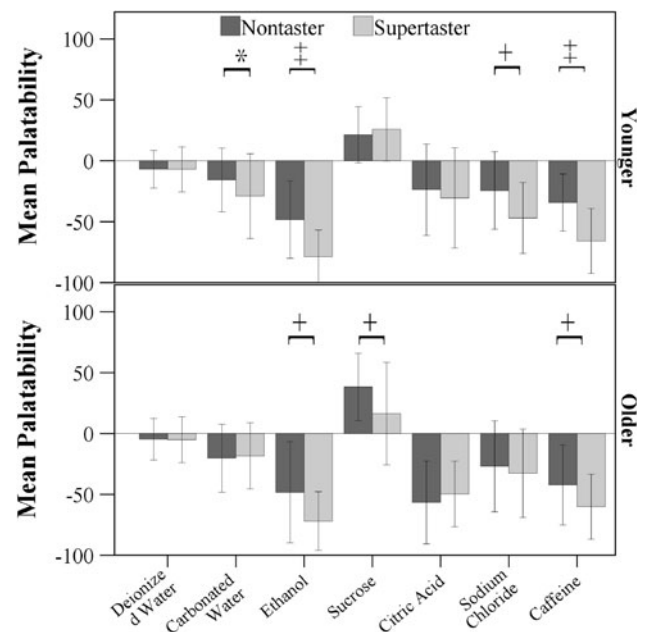 Nontaster Supertaster
100
50
0
-50
-100
Mean Palatability
* ‡ + ‡
Younger
100
50
0
-50
-100
Mean Palatability
+ + +
Older
Deionize
d Water
Carbonated
Water
Ethanol
Sucrose
Citric Acid
Sodium
Chloride
Caffeine